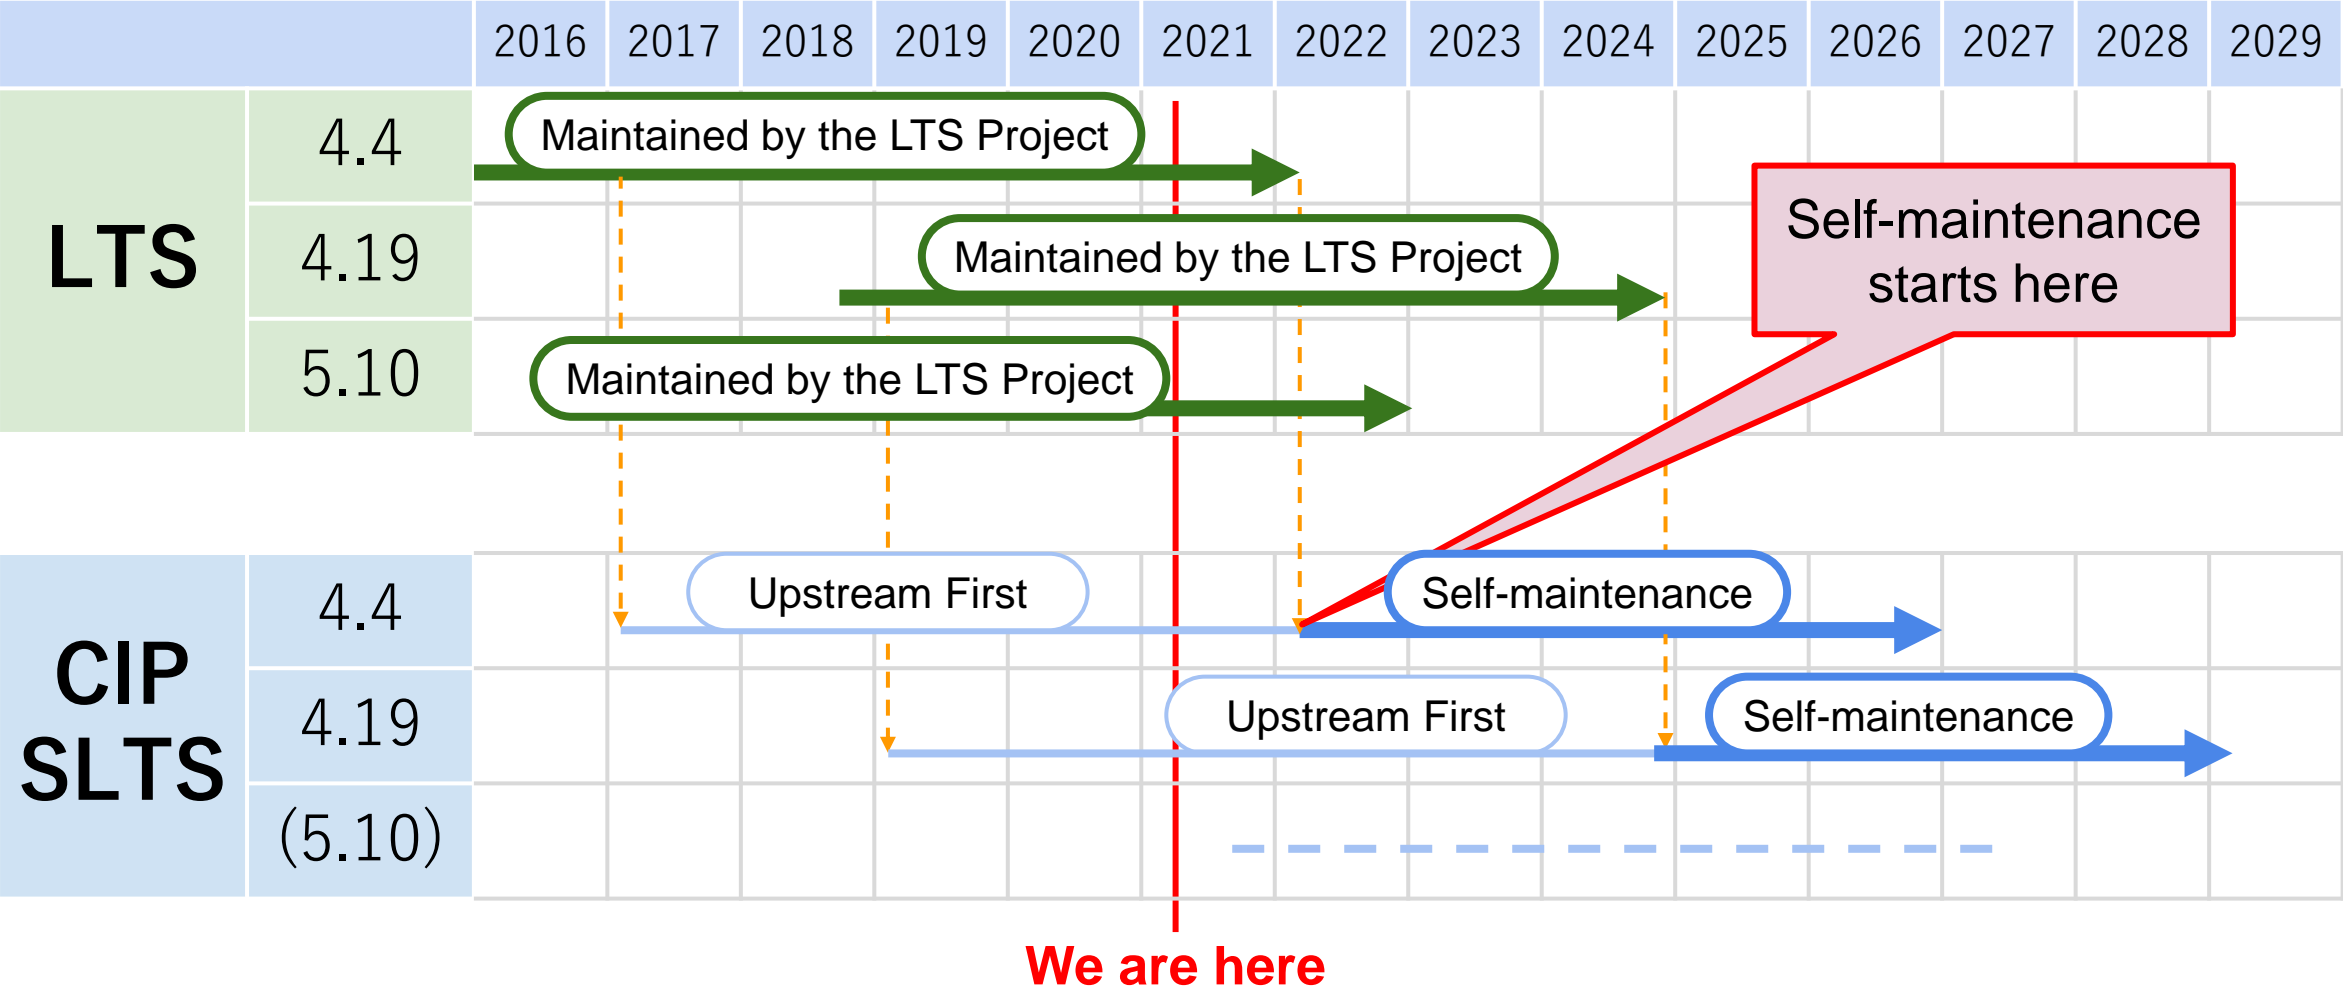 2016 2017 2018 2019 2020 2021 2022 2023 2024 2025 2026 2027 2028 2029
LTS
4.4
Maintained by the LTS Project
4.19
Maintained by the LTS Project
5.10
Maintained by the LTS Project
Self-maintenance
starts here
CIP
SLTS
4.4
Upstream First
Self-maintenance
4.19
Upstream First
Self-maintenance
(5.10)
We are here